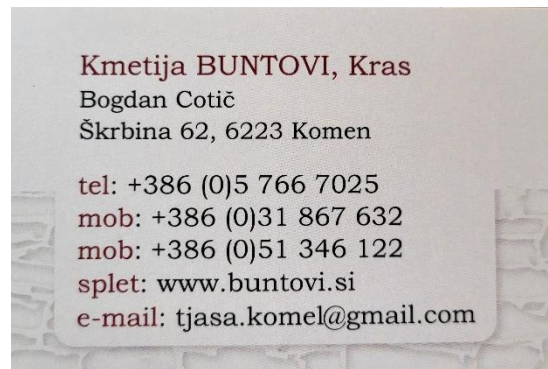 Kmetija BUNTOVI, Kras
Bogdan Cotič
Škrbina 62, 6223 Komen
tel: +386 (0)5 766 7025
mob: +386 (0)31 867 632
mob: +386 (0)51 346 122
splet: www.buntovi.si
e-mail: tjasa.komel@gmail.com